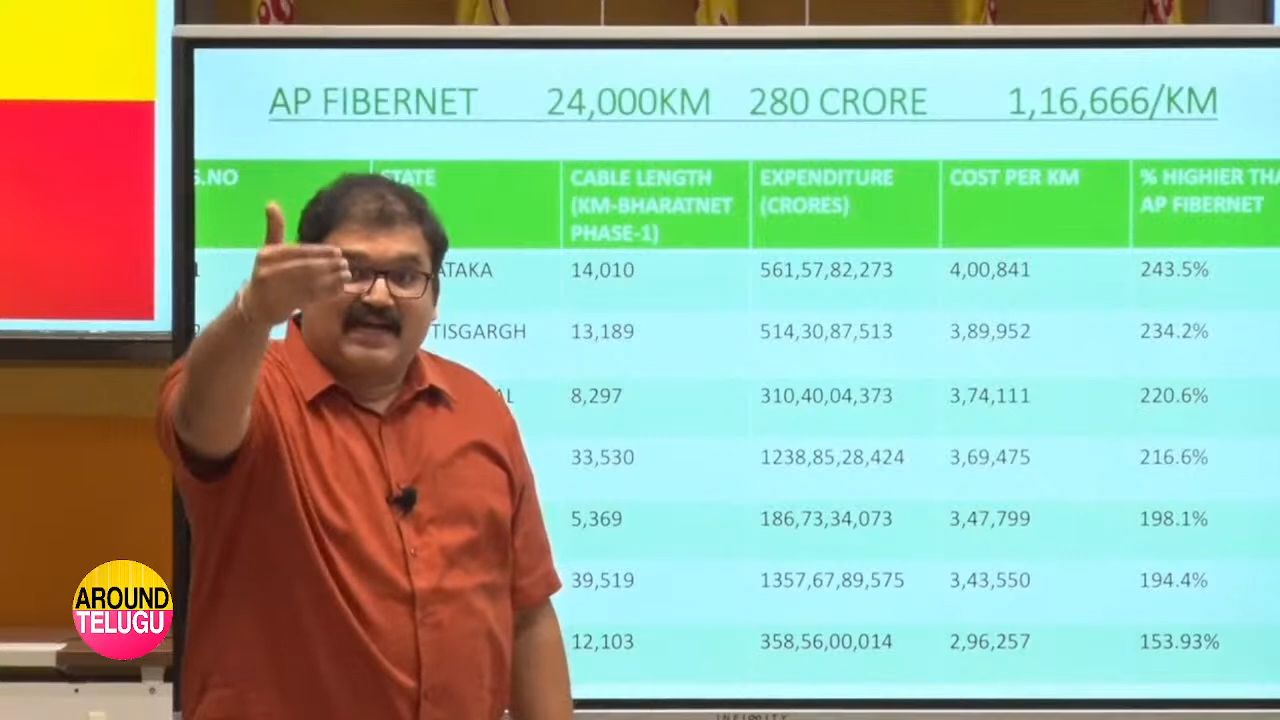 AP FIBERNET 24,000KM 280 CRORE 1,16,666/KM
S.NO STATE CABLE LENGTH EXPENDITURE COST PER KM % HIGHIER THA
(KM-BHARATNET (CRORES) AP FIBERNET
PHASE-1)
1 ATAKA 14,010 561,57,82,273 4,00,841 243.5%
2 TISGARGH 13,189 514,30,87,513 3,89,952 234.2%
AL 8,297 310,40,04,373 3,74,111 220.6%
33,530 1238,85,28,424 3,69,475 216.6%
5,369 186,73,34,073 3,47,799 198.1%
39,519 1357,67,89,575 3,43,550 194.4%
12,103 358,56,00,014 2,96,257 153.93%
AROUND
TELUGU
INFINITY